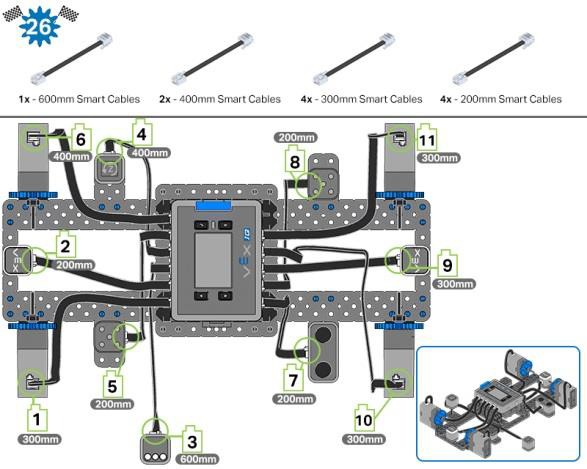 26
1x - 600mm Smart Cables
2x - 400mm Smart Cables
4x - 300mm Smart Cables
4x - 200mm Smart Cables
6
400mm
4
400mm
200mm
8
11
300mm
2
200mm
VEX IQ
9
300mm
5
200mm
7
200mm
1
300mm
3
600mm
10
300mm